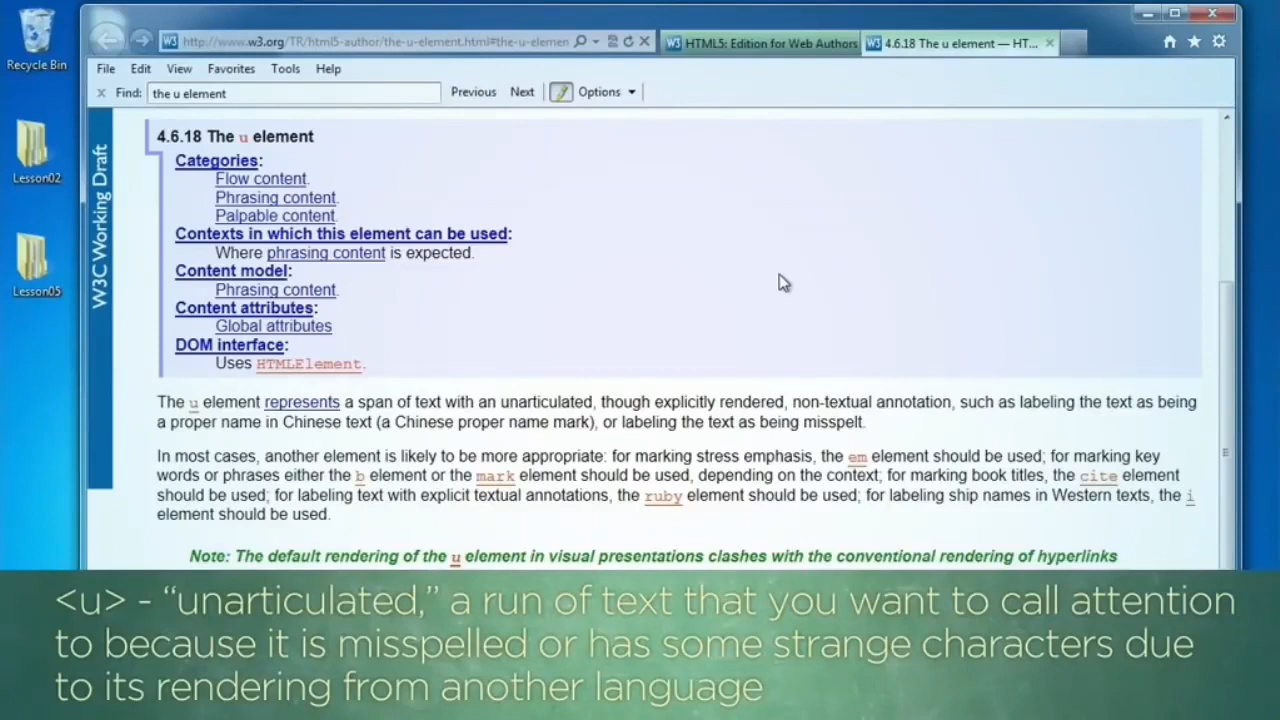 Recycle Bin
Lesson02
Lesson05
http://www.w3.org/TR/html5-author/the-u-element.html#the-u-elemen
HTML5: Edition for Web Authors
4.6.18 The u element — HT...
File Edit View Favorites Tools Help
Find: the u element Previous Next Options
W3C Working Draft
4.6.18 The u element
Categories:
Flow content.
Phrasing content.
Palpable content.
Contexts in which this element can be used:
Where phrasing content is expected.
Content model:
Phrasing content.
Content attributes:
Global attributes
DOM interface:
Uses HTMLElement.
The u element represents a span of text with an unarticulated, though explicitly rendered, non-textual annotation, such as labeling the text as being
a proper name in Chinese text (a Chinese proper name mark), or labeling the text as being misspelt.
In most cases, another element is likely to be more appropriate: for marking stress emphasis, the em element should be used; for marking key
words or phrases either the b element or the mark element should be used, depending on the context; for marking book titles, the cite element
should be used; for labeling text with explicit textual annotations, the ruby element should be used; for labeling ship names in Western texts, the i
element should be used.
Note: The default rendering of the u element in visual presentations clashes with the conventional rendering of hyperlinks
<u> - “unarticulated,” a run of text that you want to call attention
to because it is misspelled or has some strange characters due
to its rendering from another language